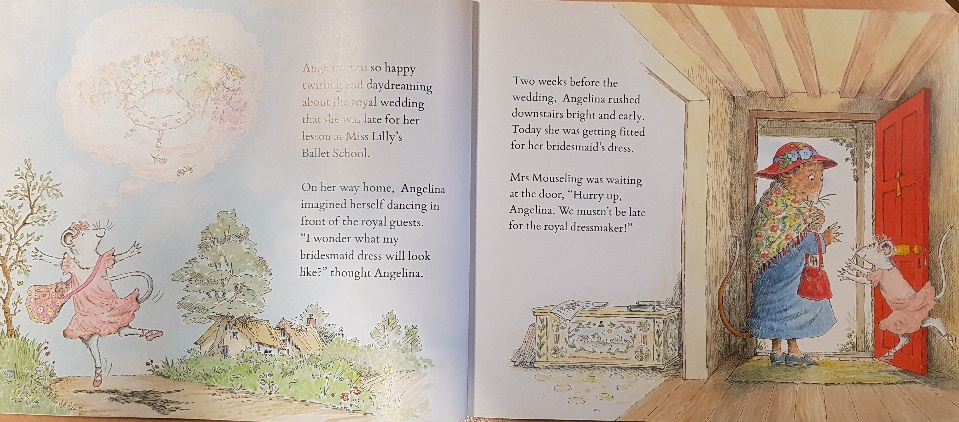 Angelina was so happy
twirling and daydreaming
about the royal wedding
that she was late for her
lesson at Miss Lilly's
Ballet School.
On her way home, Angelina
imagined herself dancing in
front of the royal guests.
"I wonder what my
bridesmaid dress will look
like?" thought Angelina.
Two weeks before the
wedding, Angelina rushed
downstairs bright and early.
Today she was getting fitted
for her bridesmaid's dress.
Mrs Mouseling was waiting
at the door, "Hurry up,
Angelina. We mustn't be late
for the royal dressmaker!"